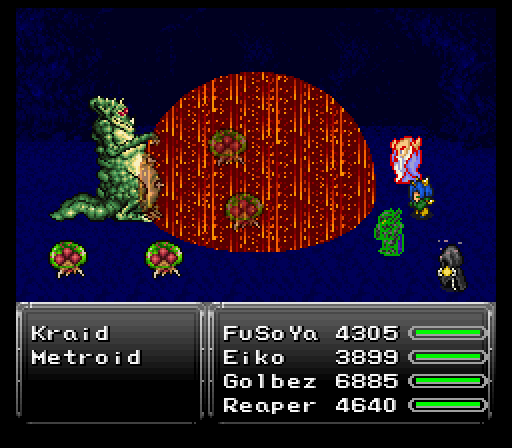 Kraid
Metroid
FuSoYa 4305
Eiko 3899
Golbez 6885
Reaper 4640